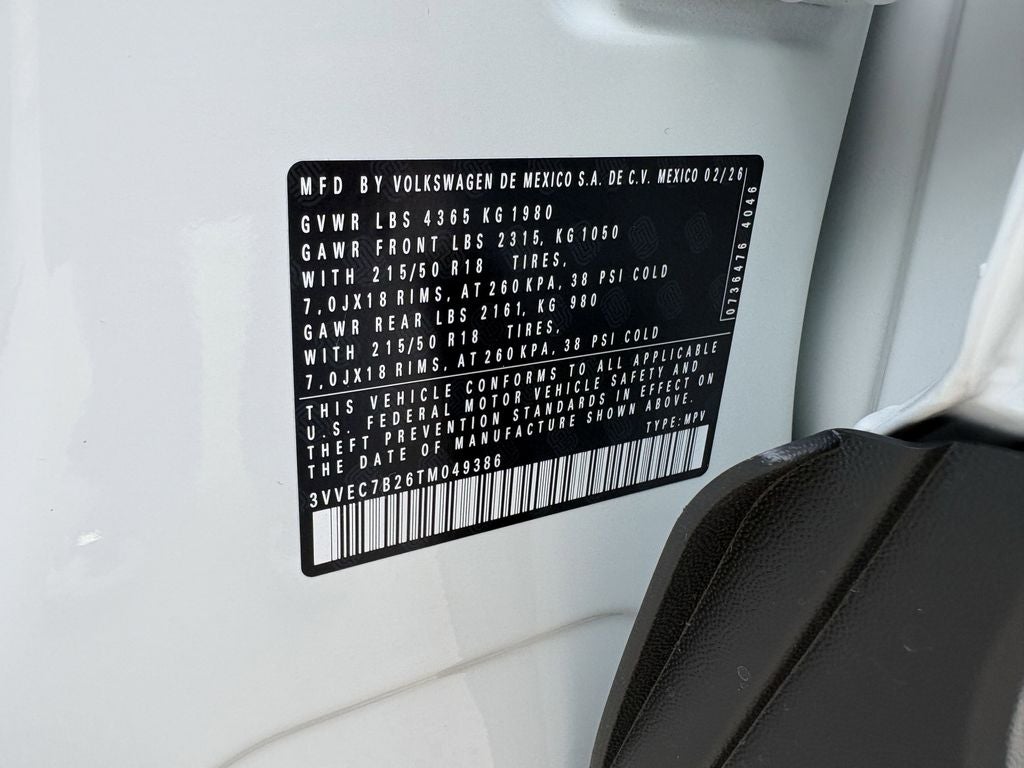 MFD BY VOLKSWAGEN DE MEXICO S.A. DE C.V. MEXICO 02/26
GVWR LBS 4365 KG 1980
GAWR FRONT LBS 2315, KG 1050
WITH 215/50 R18 TIRES,
7,0JX18 RIMS, AT 260 KPA, 38 PSI COLD
GAWR REAR LBS 2161, KG 980
WITH 215/50 R18 TIRES,
7,0JX18 RIMS, AT 260 KPA, 38 PSI COLD
0736476 4046
THIS VEHICLE CONFORMS TO ALL APPLICABLE
U.S. FEDERAL MOTOR VEHICLE SAFETY AND
THEFT PREVENTION STANDARDS IN EFFECT ON
THE DATE OF MANUFACTURE SHOWN ABOVE.
3VVEC7B26TM049386 TYPE: MPV